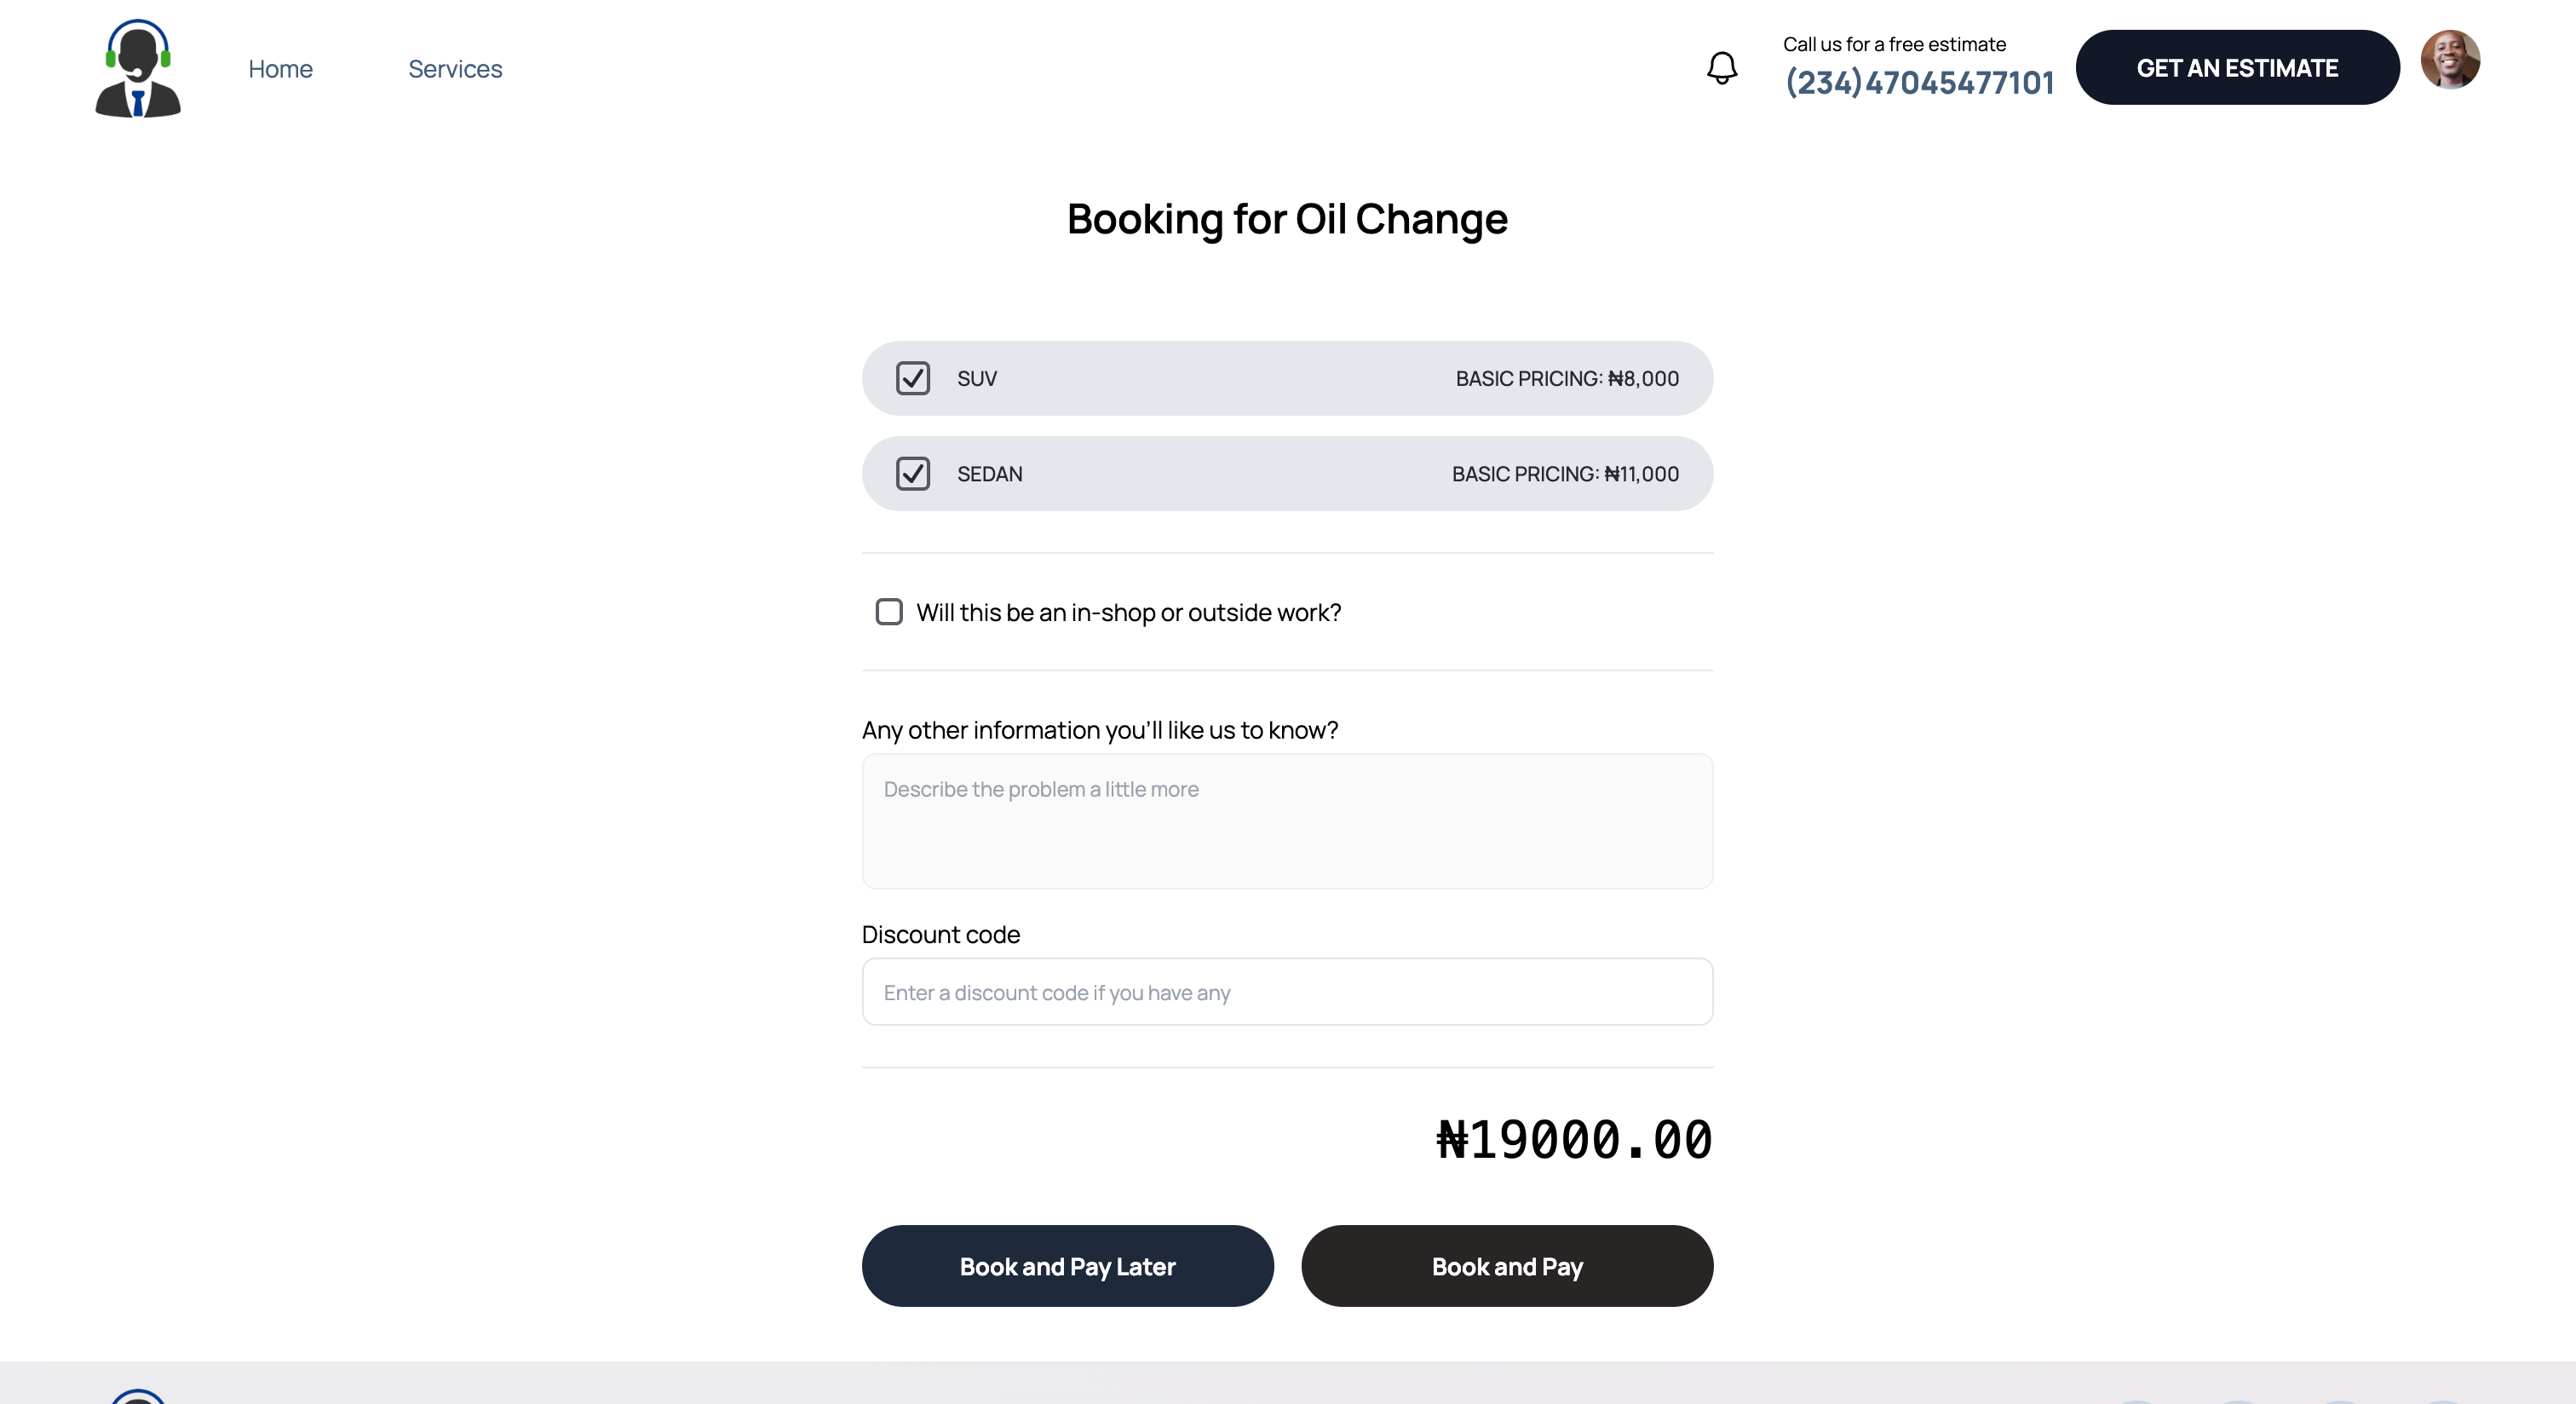 Home
Services
Call us for a free estimate
(234)47045477101
GET AN ESTIMATE
Booking for Oil Change
SUV
BASIC PRICING: ₦8,000
SEDAN
BASIC PRICING: ₦11,000
Will this be an in-shop or outside work?
Any other information you'll like us to know?
Describe the problem a little more
Discount code
Enter a discount code if you have any
₦19000.00
Book and Pay Later
Book and Pay